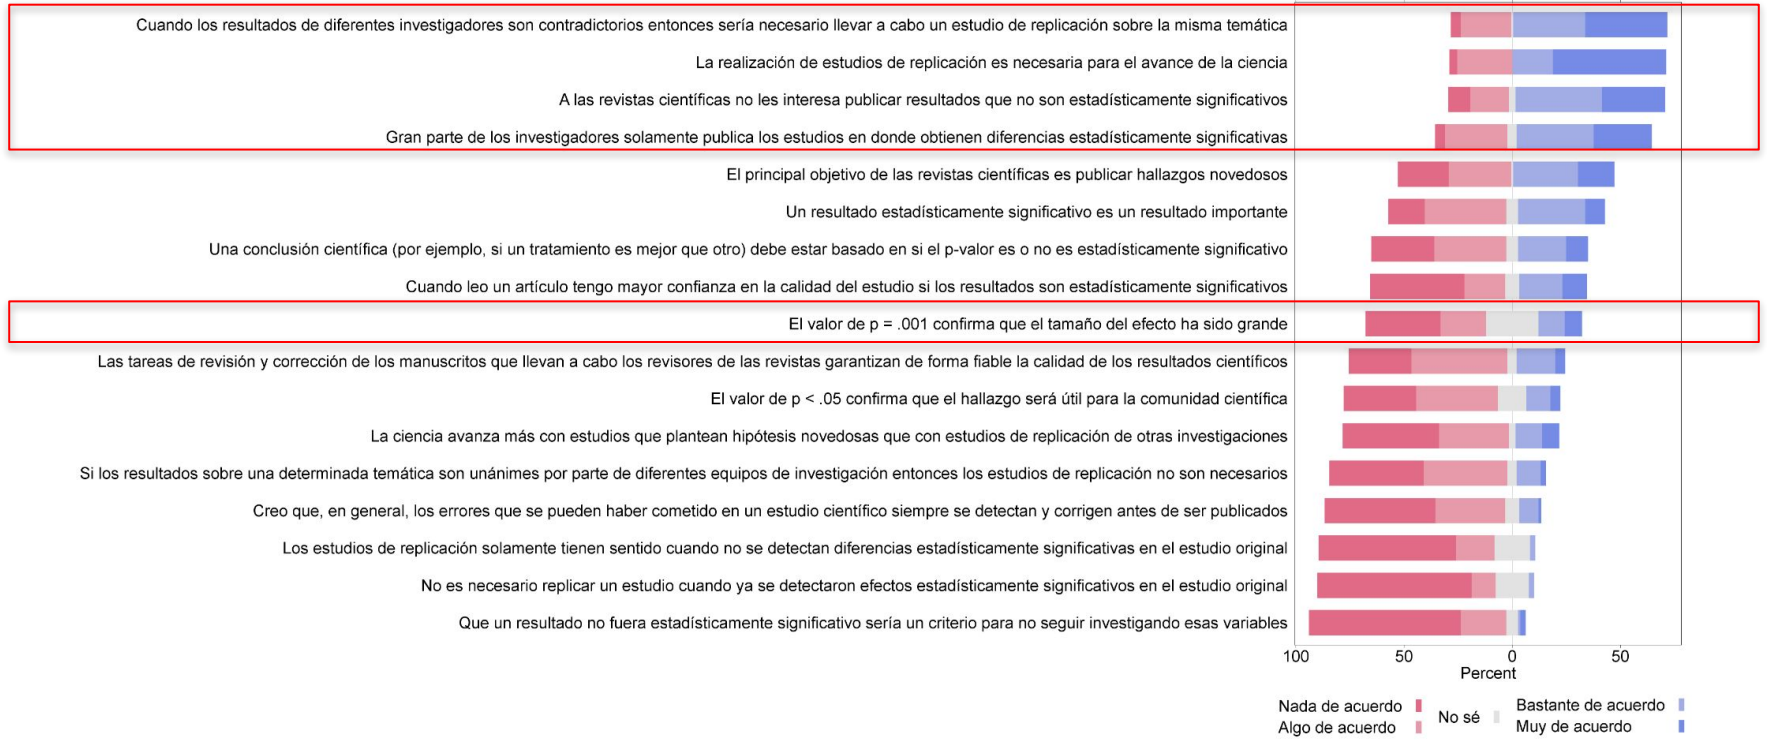 Cuando los resultados de diferentes investigadores son contradictorios entonces sería necesario llevar a cabo un estudio de replicación sobre la misma temática
La realización de estudios de replicación es necesaria para el avance de la ciencia
A las revistas científicas no les interesa publicar resultados que no son estadísticamente significativos
Gran parte de los investigadores solamente publica los estudios en donde obtienen diferencias estadísticamente significativas
El principal objetivo de las revistas científicas es publicar hallazgos novedosos
Un resultado estadísticamente significativo es un resultado importante
Una conclusión científica (por ejemplo, si un tratamiento es mejor que otro) debe estar basado en si el p-valor es o no es estadísticamente significativo
Cuando leo un artículo tengo mayor confianza en la calidad del estudio si los resultados son estadísticamente significativos
El valor de p = .001 confirma que el tamaño del efecto ha sido grande
Las tareas de revisión y corrección de los manuscritos que llevan a cabo los revisores de las revistas garantizan de forma fiable la calidad de los resultados científicos
El valor de p < .05 confirma que el hallazgo será útil para la comunidad científica
La ciencia avanza más con estudios que plantean hipótesis novedosas que con estudios de replicación de otras investigaciones
Si los resultados sobre una determinada temática son unánimes por parte de diferentes equipos de investigación entonces los estudios de replicación no son necesarios
Creo que, en general, los errores que se pueden haber cometido en un estudio científico siempre se detectan y corrigen antes de ser publicados
Los estudios de replicación solamente tienen sentido cuando no se detectan diferencias estadísticamente significativas en el estudio original
No es necesario replicar un estudio cuando ya se detectaron efectos estadísticamente significativos en el estudio original
Que un resultado no fuera estadísticamente significativo sería un criterio para no seguir investigando esas variables
100 50 0 50
Percent
Nada de acuerdo
Algo de acuerdo
No sé
Bastante de acuerdo
Muy de acuerdo